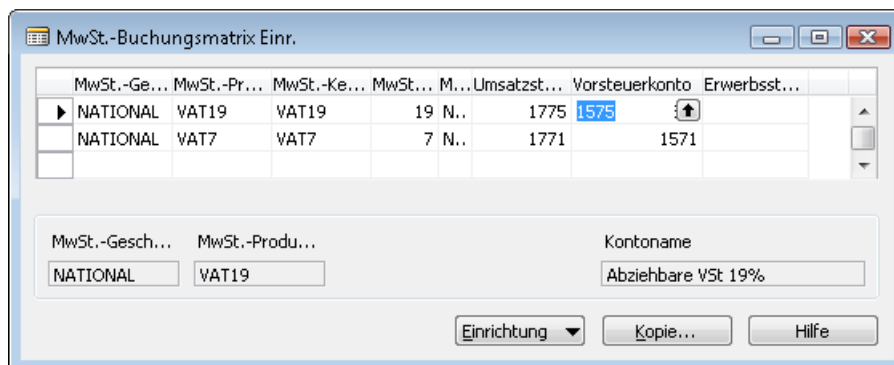 MwSt.-Buchungsmatrix Einr.
MwSt.-Ge... MwSt.-Pr... MwSt.-Ke... MwSt... M... Umsatzst... Vorsteuerkonto Erwerbsst...
NATIONAL VAT19 VAT19 19 N.. 1775 1575
NATIONAL VAT7 VAT7 7 N.. 1771 1571
MwSt.-Gesch... MwSt.-Produ... Kontoname
NATIONAL VAT19 Abziehbare VSt 19%
Einrichtung Kopie... Hilfe